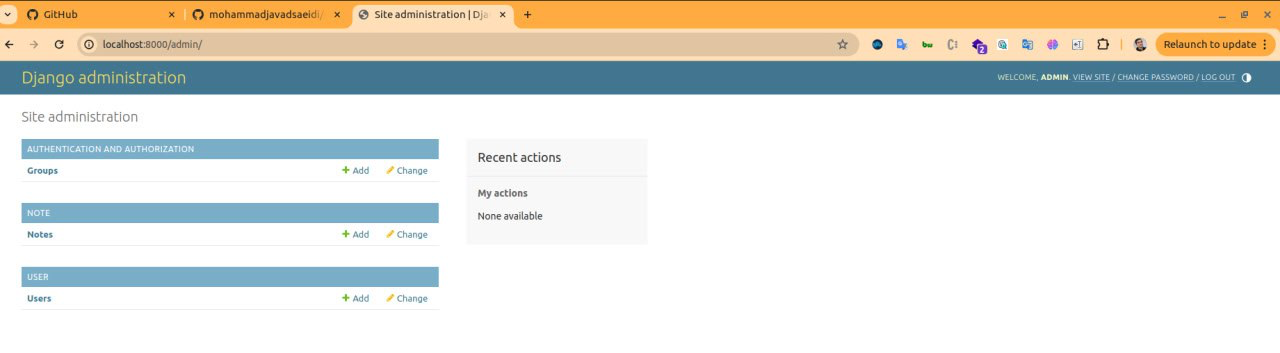 GitHub
mohammadjavadsaeidi/
Site administration | Dja
localhost:8000/admin/
Relaunch to update
Django administration
WELCOME, ADMIN. VIEW SITE / CHANGE PASSWORD / LOG OUT
Site administration
AUTHENTICATION AND AUTHORIZATION
Groups Add Change
NOTE
Notes Add Change
USER
Users Add Change
Recent actions
My actions
None available